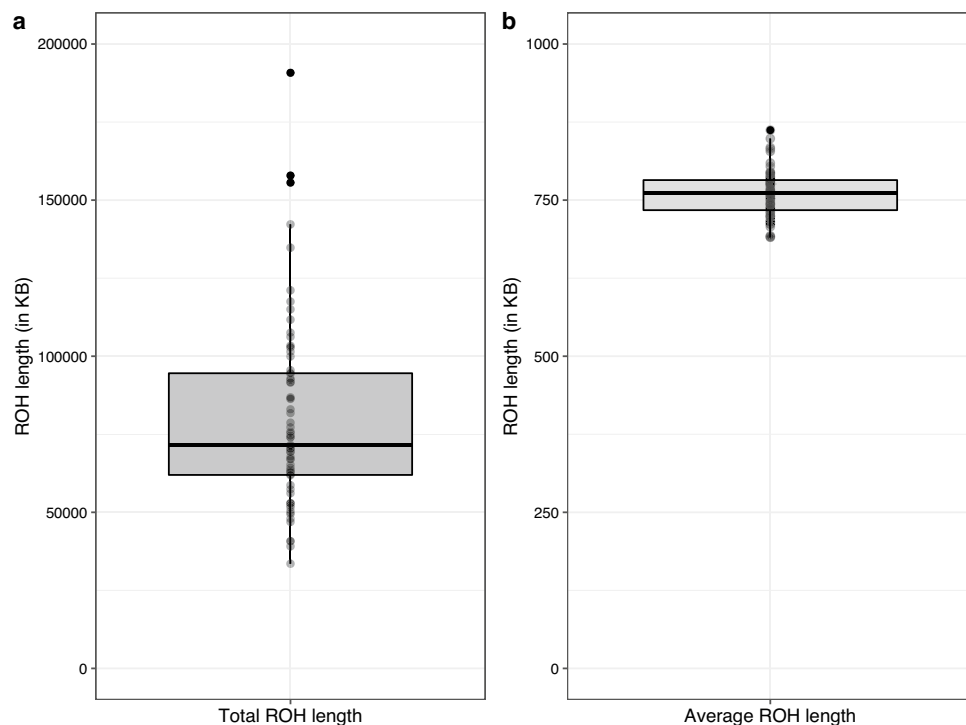 a
ROH length (in KB)
200000
150000
100000
50000
0
Total ROH length
b
ROH length (in KB)
1000
750
500
250
0
Average ROH length